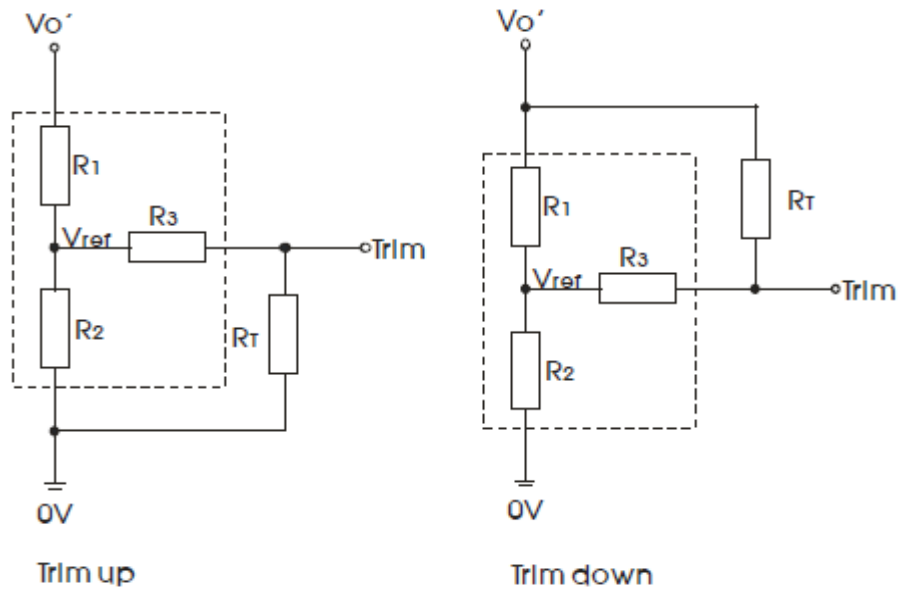 Vo'
R1
Vref
R3
Trim
R2
RT
0V
Trim up
Vo'
R1
RT
Vref
R3
Trim
R2
0V
Trim down